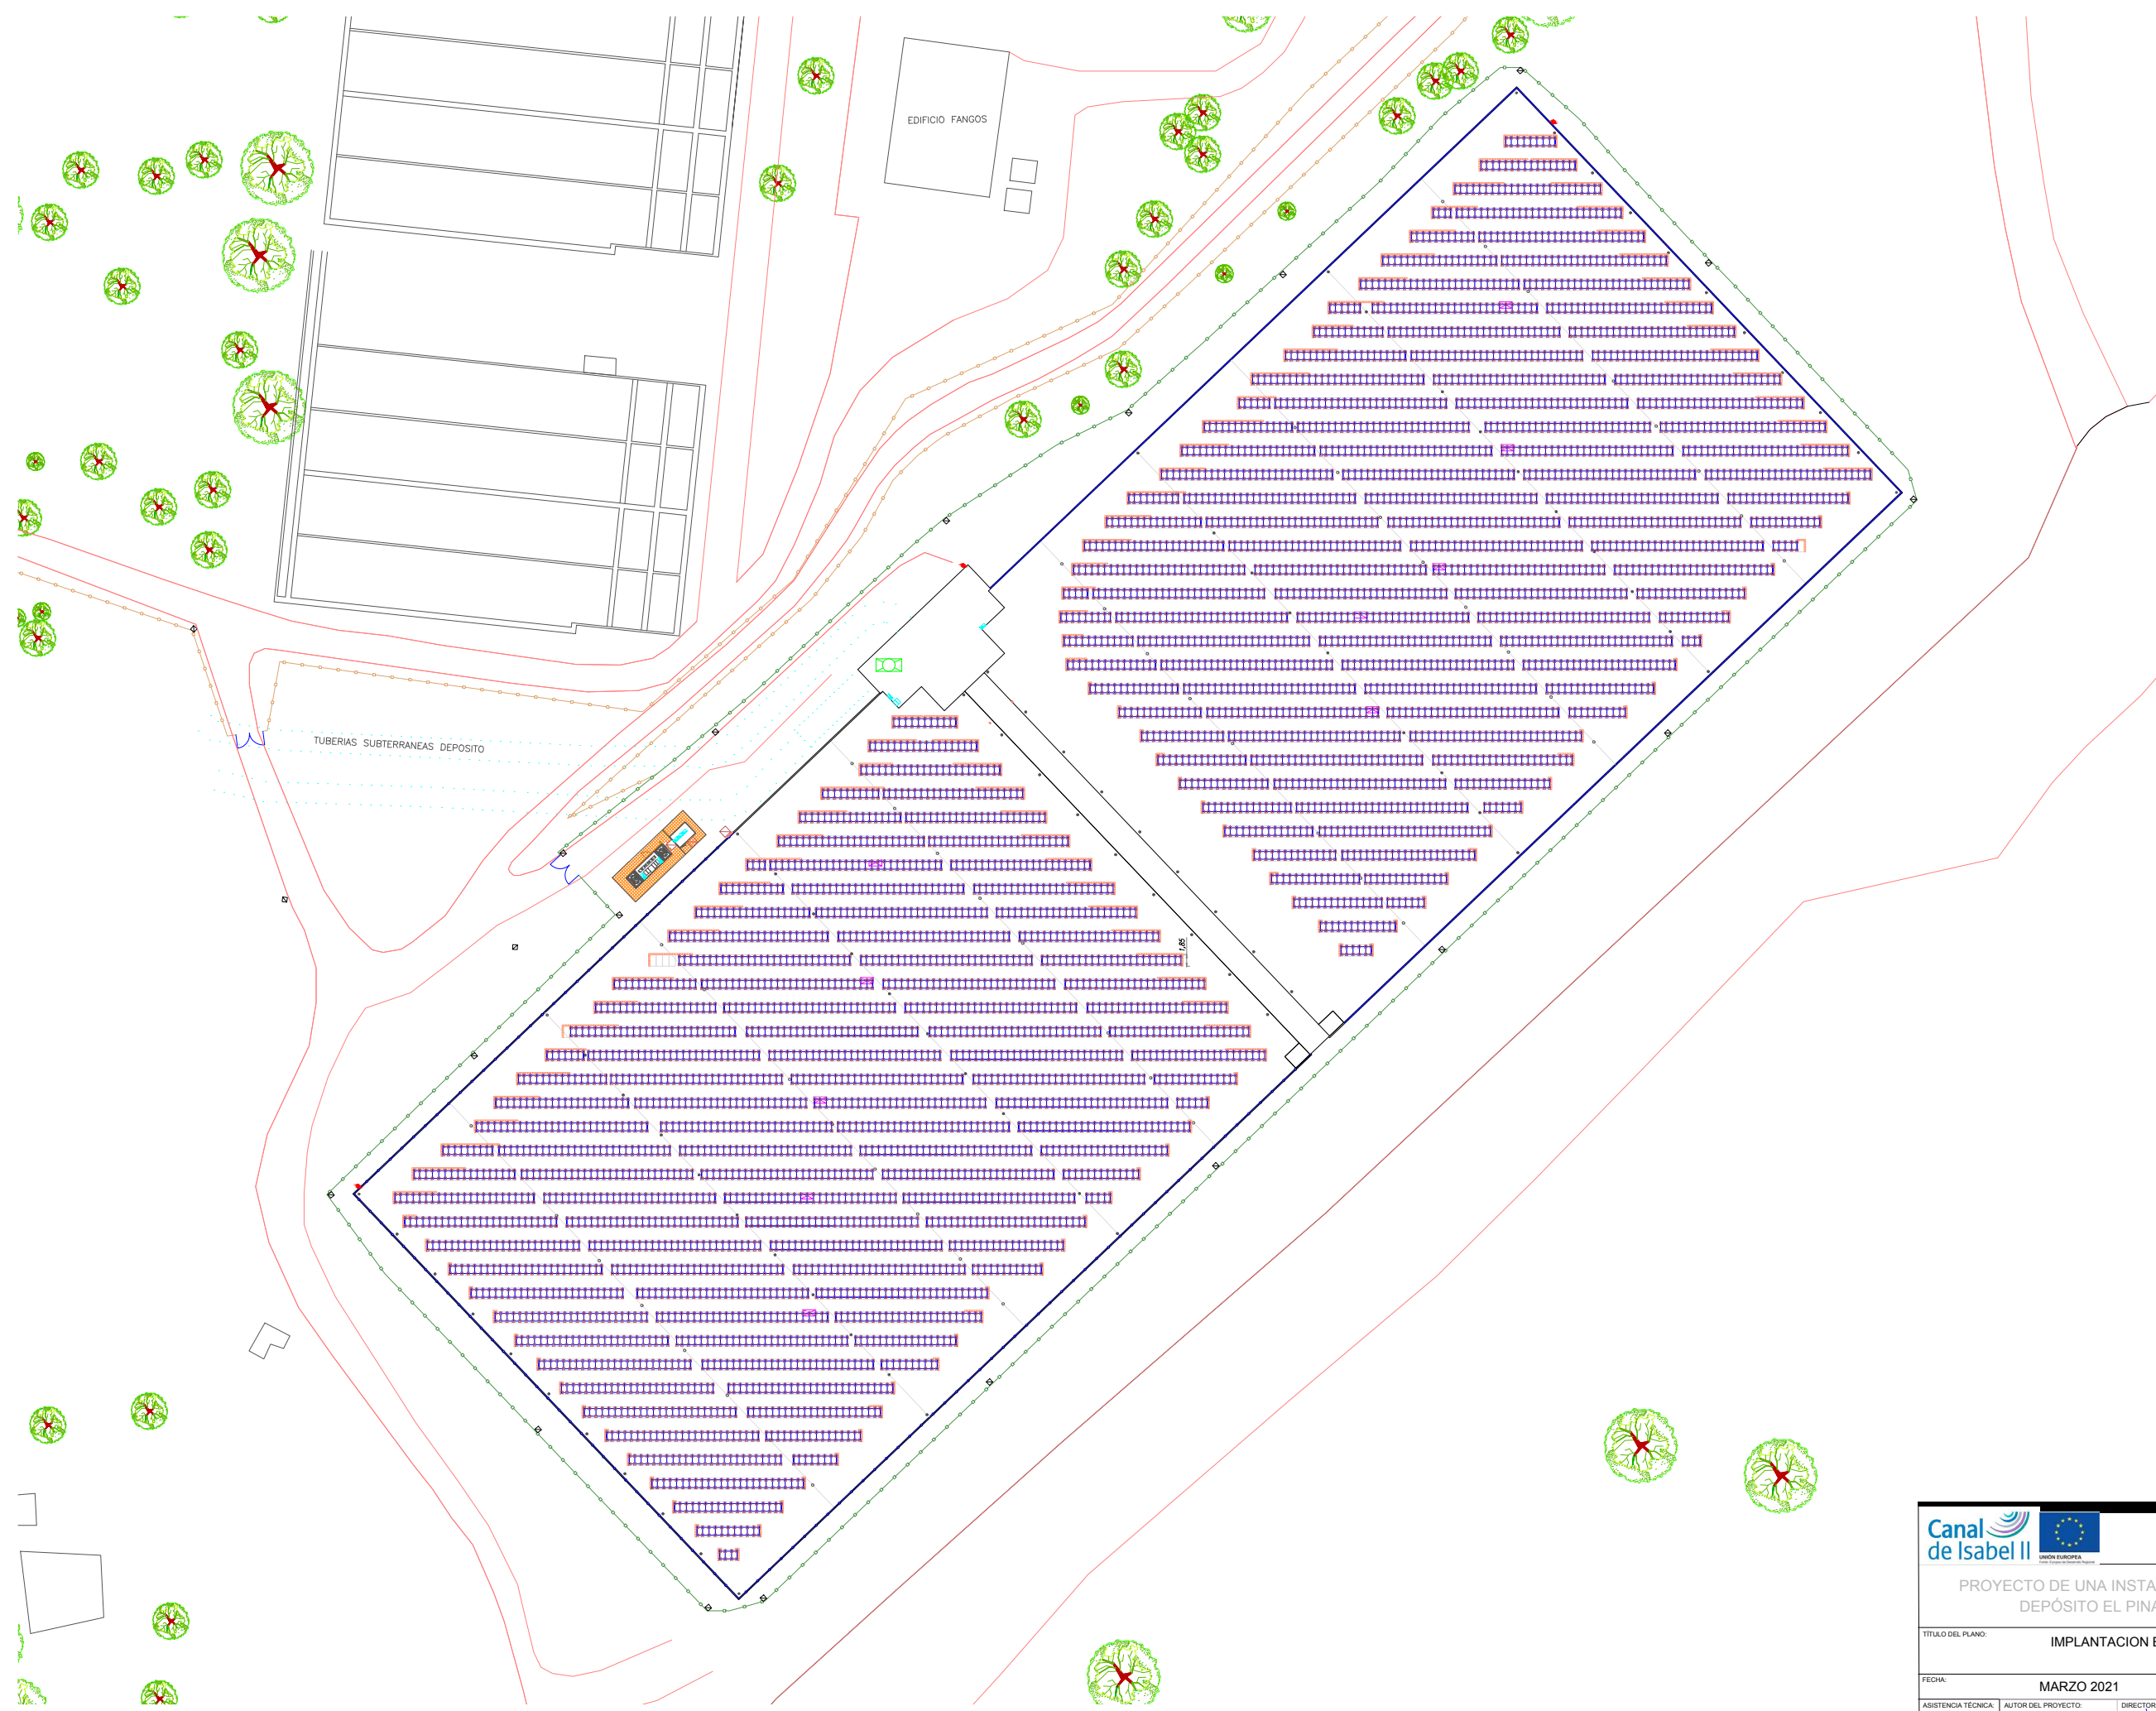 EDIFICIO FANGOS
TUBERIAS SUBTERRANEAS DEPOSITO
1,85
Canal
de Isabel II
UNIÓN EUROPEA
PROYECTO DE UNA INSTA
DEPÓSITO EL PINA
TÍTULO DEL PLANO:
IMPLANTACION E
FECHA:
MARZO 2021
ASISTENCIA TÉCNICA:
AUTOR DEL PROYECTO:
DIRECTOR